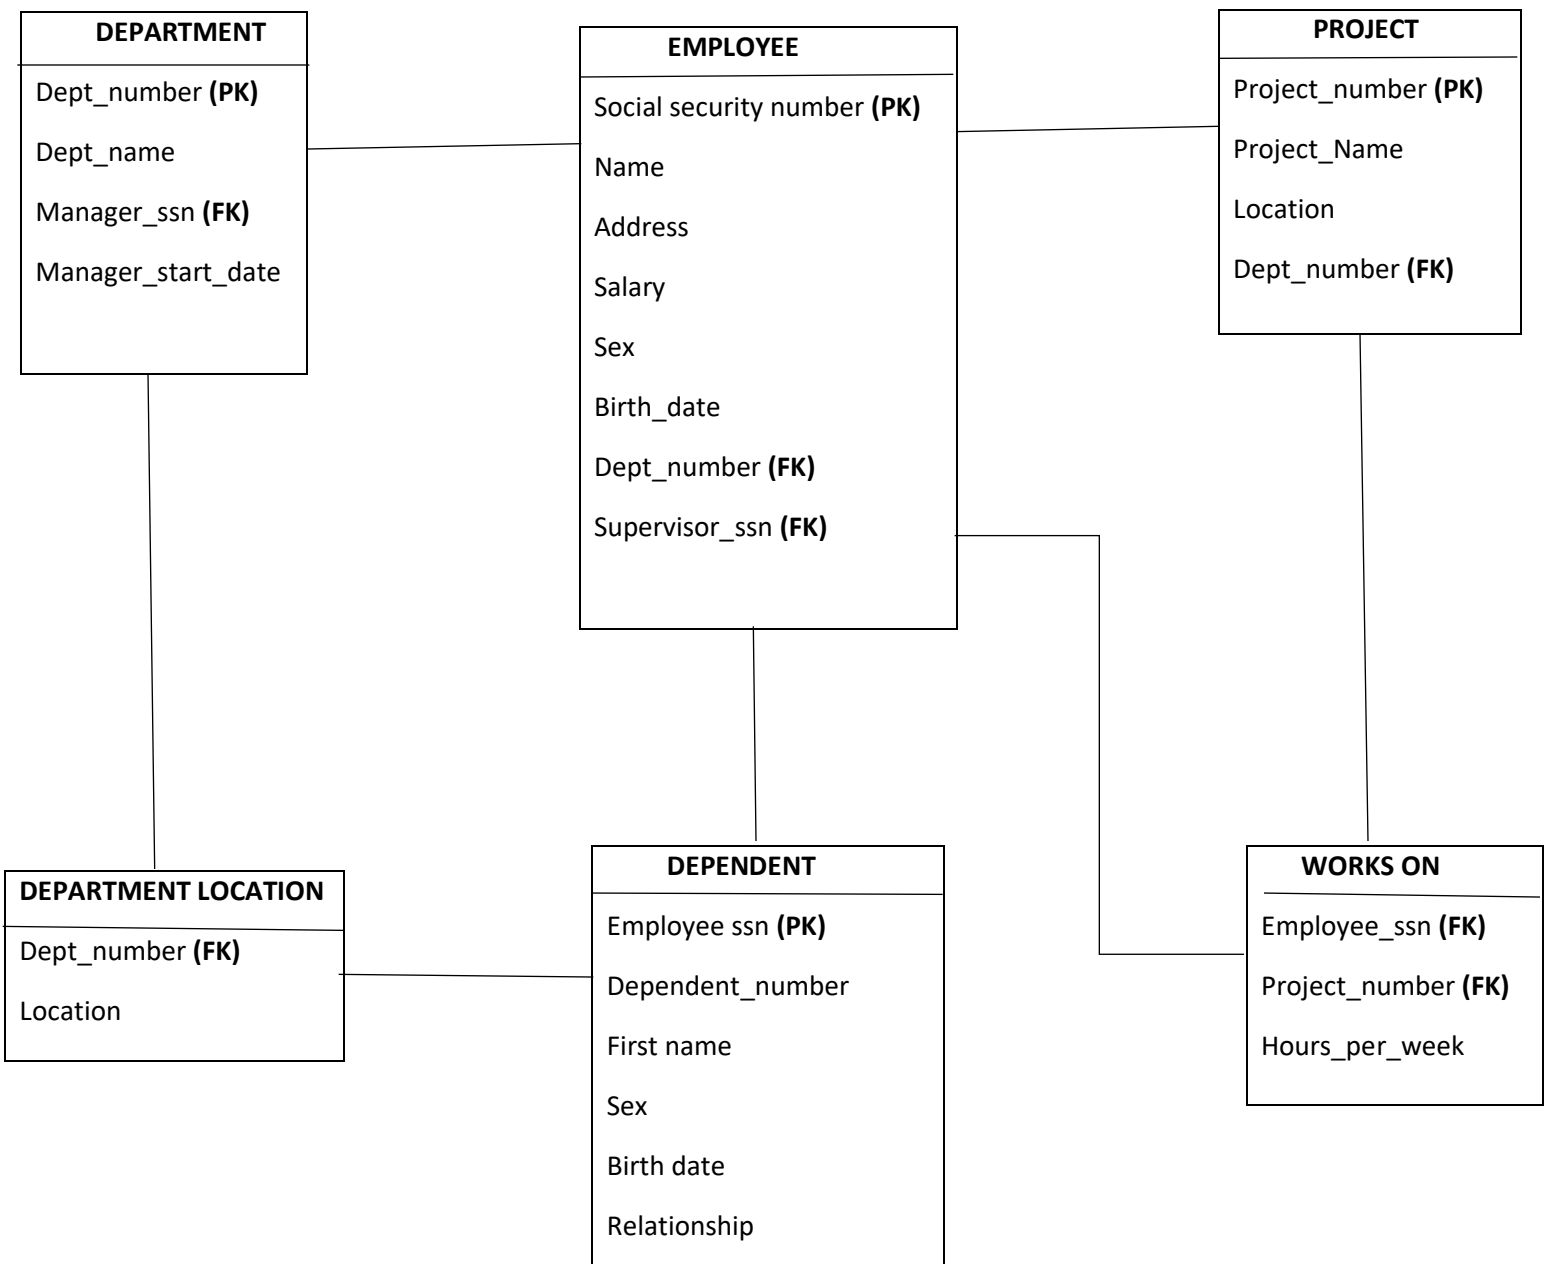 DEPARTMENT
Dept_number (PK)
Dept_name
Manager_ssn (FK)
Manager_start_date
EMPLOYEE
Social security number (PK)
Name
Address
Salary
Sex
Birth_date
Dept_number (FK)
Supervisor_ssn (FK)
PROJECT
Project_number (PK)
Project_Name
Location
Dept_number (FK)
DEPARTMENT LOCATION
Dept_number (FK)
Location
DEPENDENT
Employee ssn (PK)
Dependent_number
First name
Sex
Birth date
Relationship
WORKS ON
Employee_ssn (FK)
Project_number (FK)
Hours_per_week